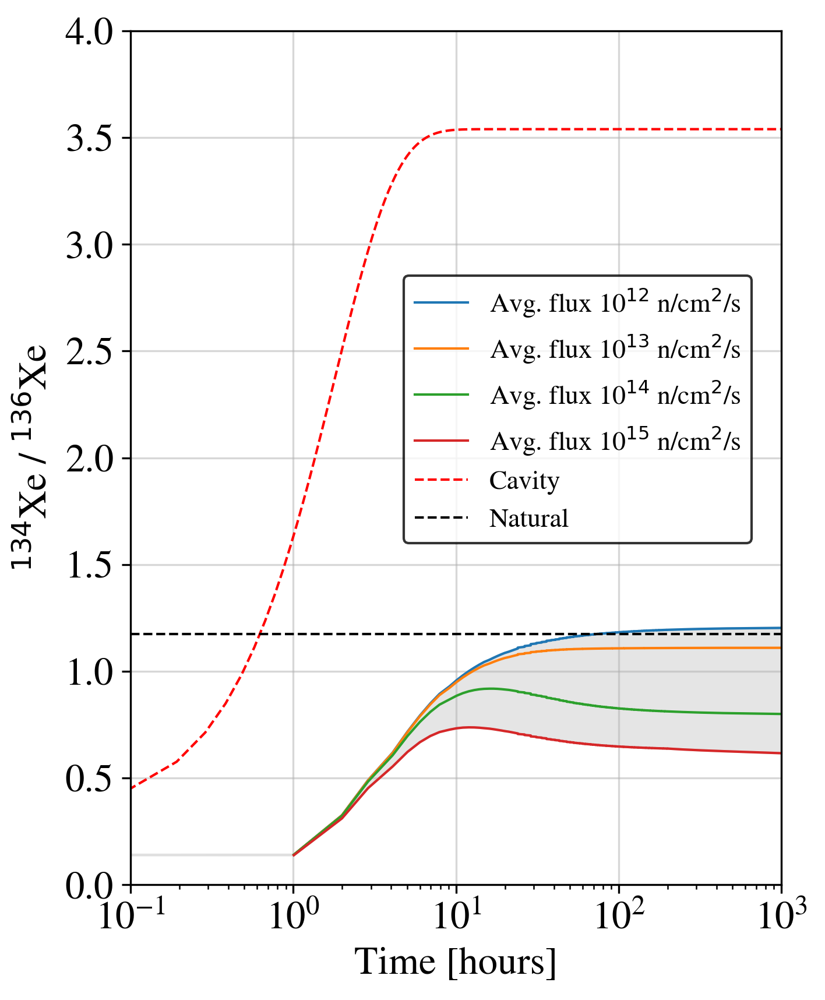 4.0
3.5
3.0
2.5
2.0
1.5
1.0
0.5
0.0
¹³⁴Xe / ¹³⁶Xe
Avg. flux 10¹² n/cm²/s
Avg. flux 10¹³ n/cm²/s
Avg. flux 10¹⁴ n/cm²/s
Avg. flux 10¹⁵ n/cm²/s
Cavity
Natural
10⁻¹ 10⁰ 10¹ 10² 10³
Time [hours]